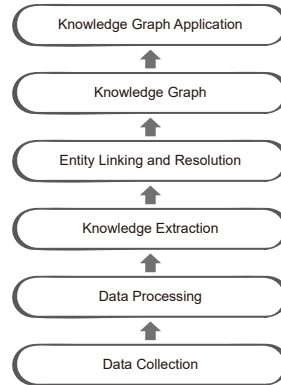 Knowledge Graph Application
Knowledge Graph
Entity Linking and Resolution
Knowledge Extraction
Data Processing
Data Collection